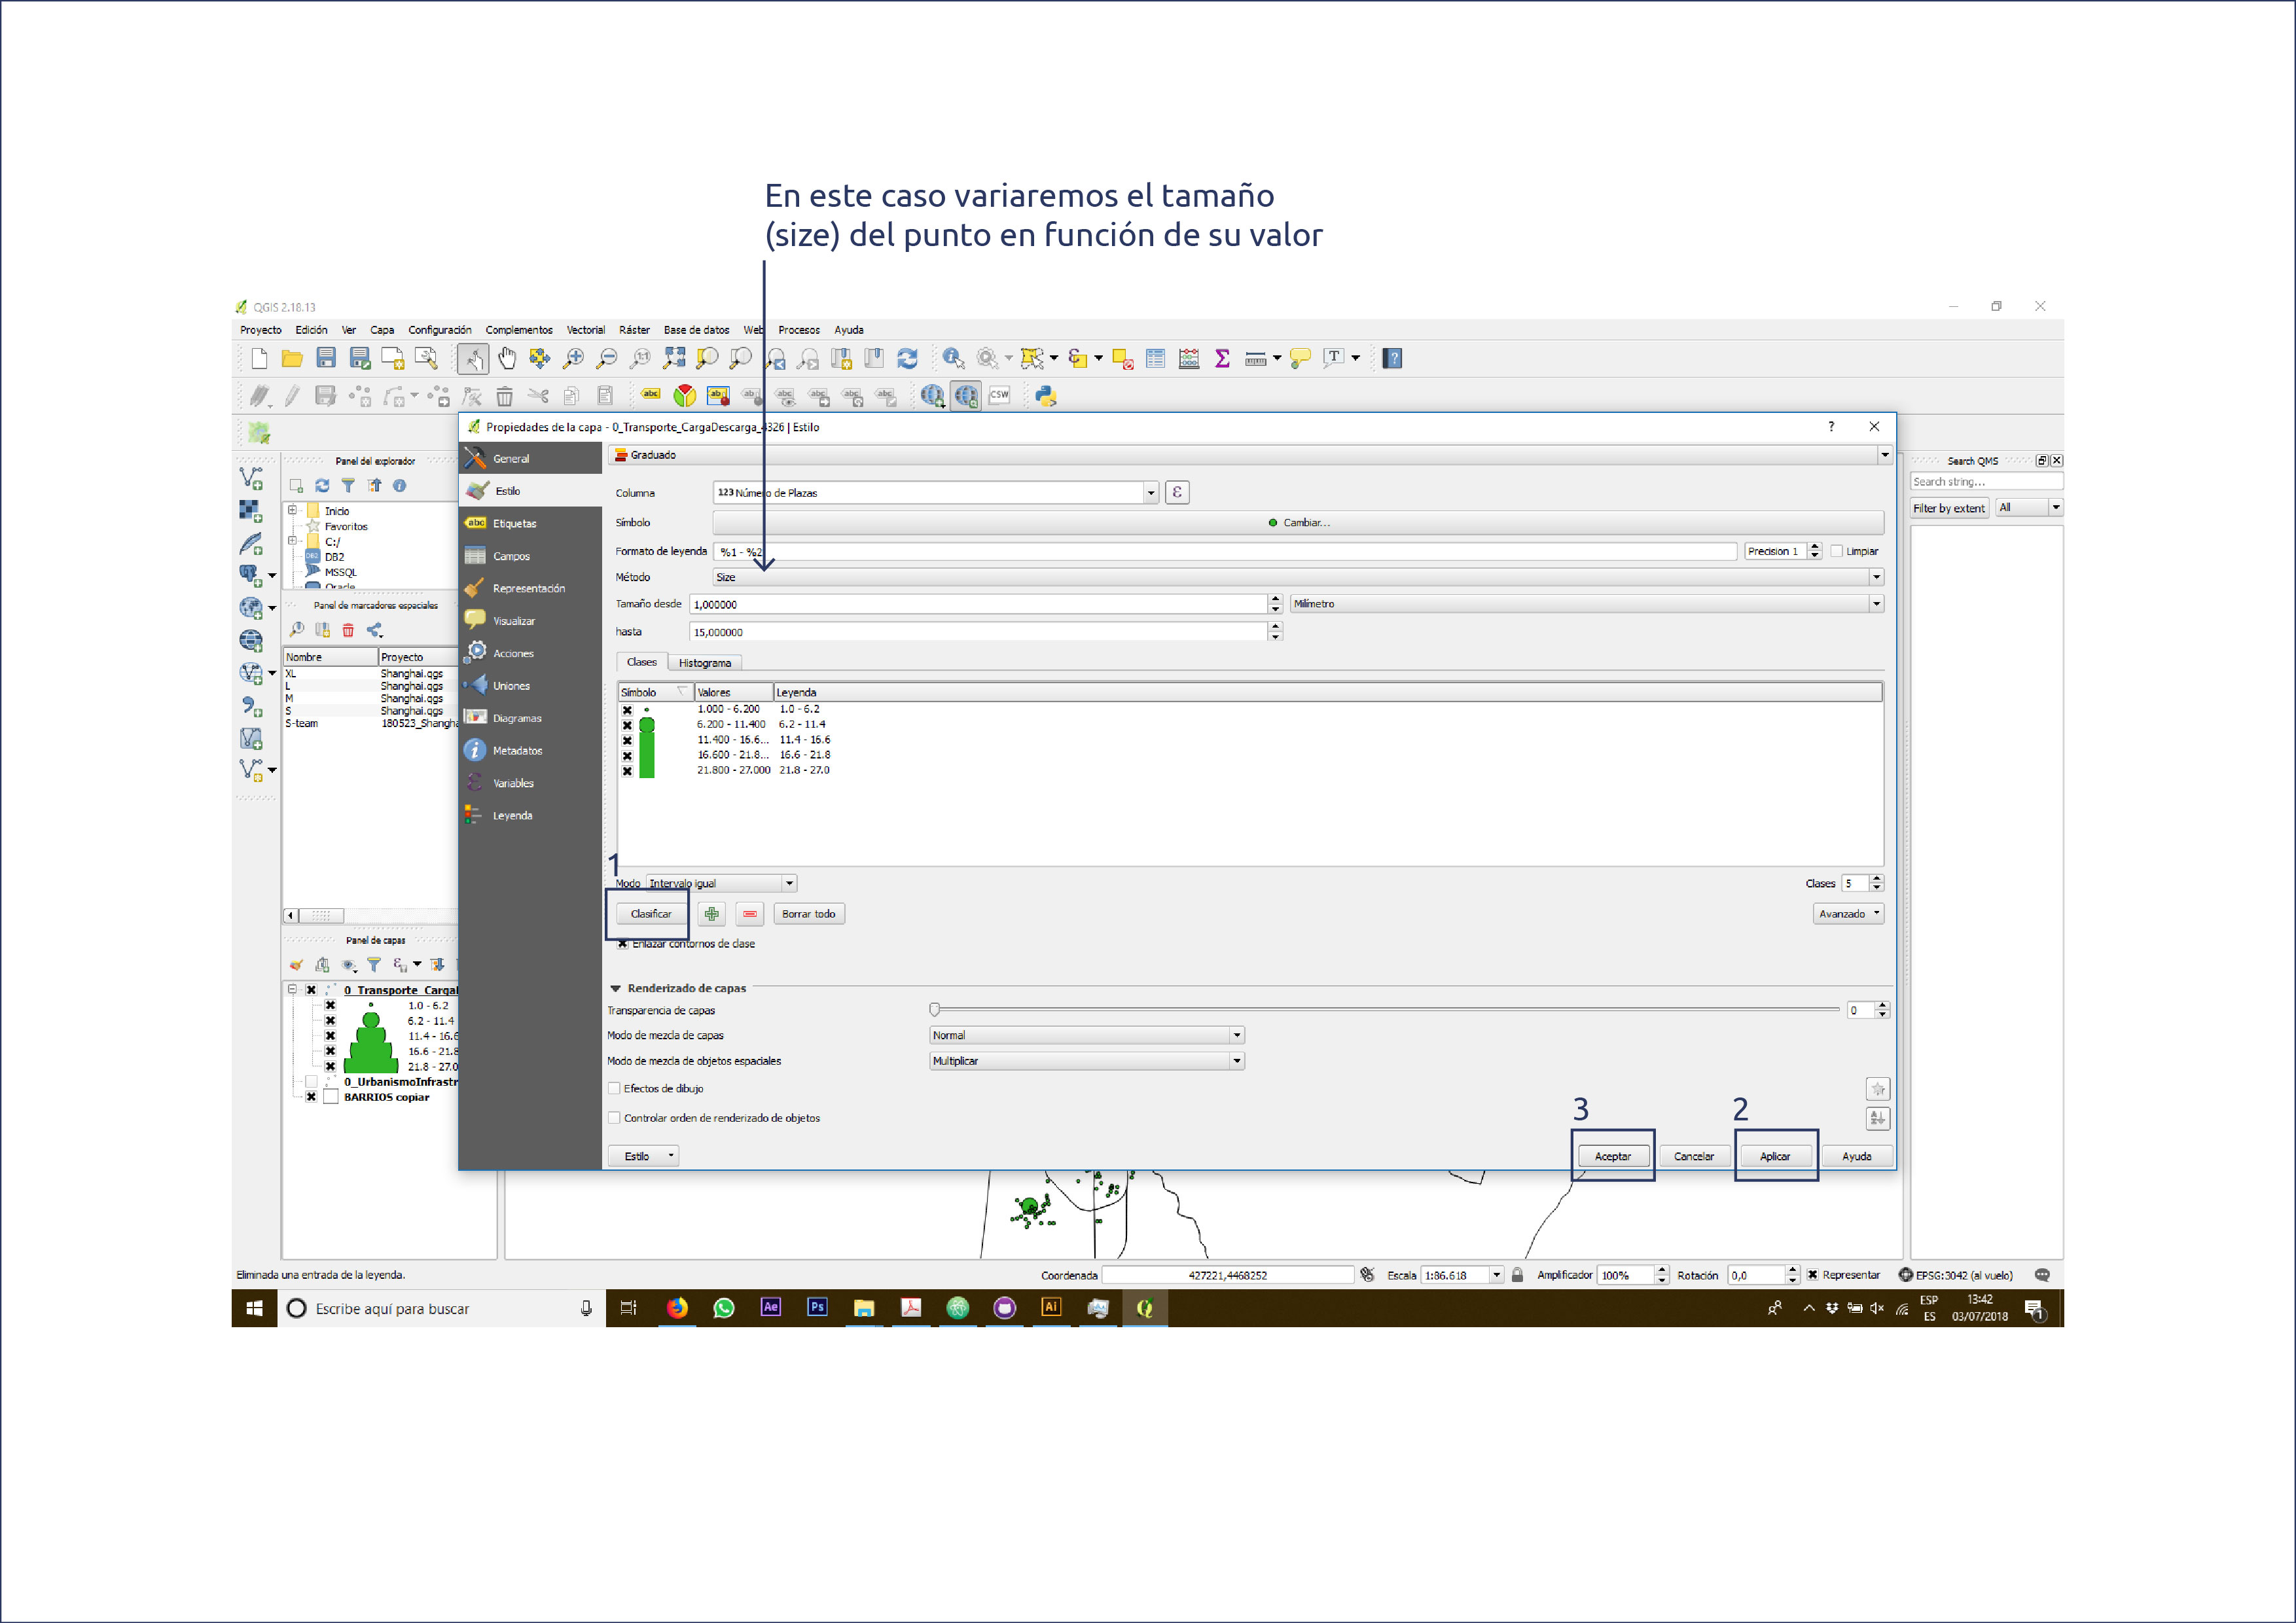 En este caso variaremos el tamaño
(size) del punto en función de su valor
QGIS 2.18.13
Proyecto Edición Ver Capa Configuración Complementos Vectorial Ráster Base de datos Web Procesos Ayuda
Propiedades de la capa - 0_Transporte_CargaDescarga_4326 | Estilo
?
General
Estilo
Etiquetas
Campos
Representación
Visualizar
Acciones
Uniones
Diagramas
Metadatos
Variables
Leyenda
Graduado
Columna 123 Número de Plazas ε
Símbolo Cambiar...
Formato de leyenda %1 - %2 Precision 1 Limpiar
Método Size
Tamaño desde 1,000000 Milímetro
hasta 15,000000
Clases Histograma
Símbolo Valores Leyenda
1.000 - 6.200 1.0 - 6.2
6.200 - 11.400 6.2 - 11.4
11.400 - 16.6... 11.4 - 16.6
16.600 - 21.8... 16.6 - 21.8
21.800 - 27.000 21.8 - 27.0
1
Modo Intervalo igual Clases 5
Clasificar Borrar todo Avanzado
Enlazar contornos de clase
Renderizado de capas
Transparencia de capas 0
Modo de mezcla de capas Normal
Modo de mezcla de objetos espaciales Multiplicar
Efectos de dibujo
Controlar orden de renderizado de objetos
3 2
Estilo Aceptar Cancelar Aplicar Ayuda
Panel del explorador
Inicio
Favoritos
C:/
DB2
MSSQL
Oracle
Panel de marcadores espaciales
Nombre Proyecto
XL Shanghai.qgs
L Shanghai.qgs
M Shanghai.qgs
S Shanghai.qgs
S-team 180523_Shangha
Panel de capas
0_Transporte_Cargal
1.0 - 6.2
6.2 - 11.4
11.4 - 16.6
16.6 - 21.8
21.8 - 27.0
0_UrbanismoInfrastr
BARRIOS copiar
Search QMS
Search string...
Filter by extent All
Eliminada una entrada de la leyenda.
Coordenada 427221,4468252 Escala 1:86.618 Amplificador 100% Rotación 0,0 Representar EPSG:3042 (al vuelo)
Escribe aquí para buscar
Ae Ps Ai
ESP
ES
13:42
03/07/2018
1